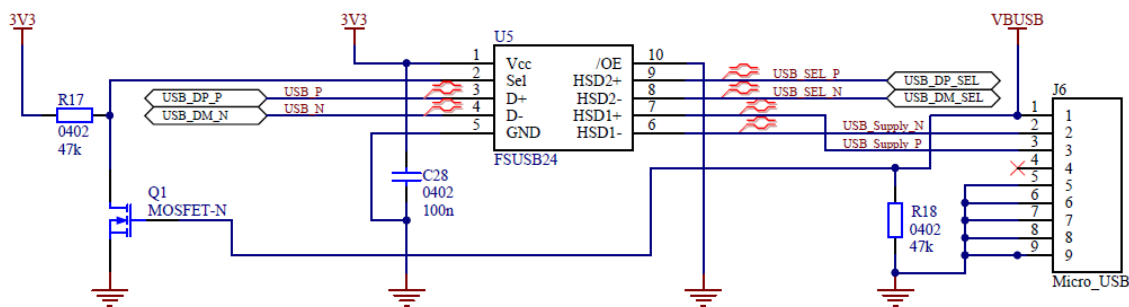 3V3
3V3
VBUSB
U5
1 Vcc /OE 10
2 Sel HSD2+ 9 USB_SEL_P USB_DP_SEL
USB_DP_P USB_P 3 D+ HSD2- 8 USB_SEL_N USB_DM_SEL
USB_DM_N USB_N 4 D- HSD1+ 7
5 GND HSD1- 6
FSUSB24
R17
0402
47k
J6
1 1
USB_Supply_N 2 2
USB_Supply_P 3 3
4 4
5 5
6 6
7 7
8 8
9 9
Micro_USB
C28
0402
100n
Q1
MOSFET-N
R18
0402
47k